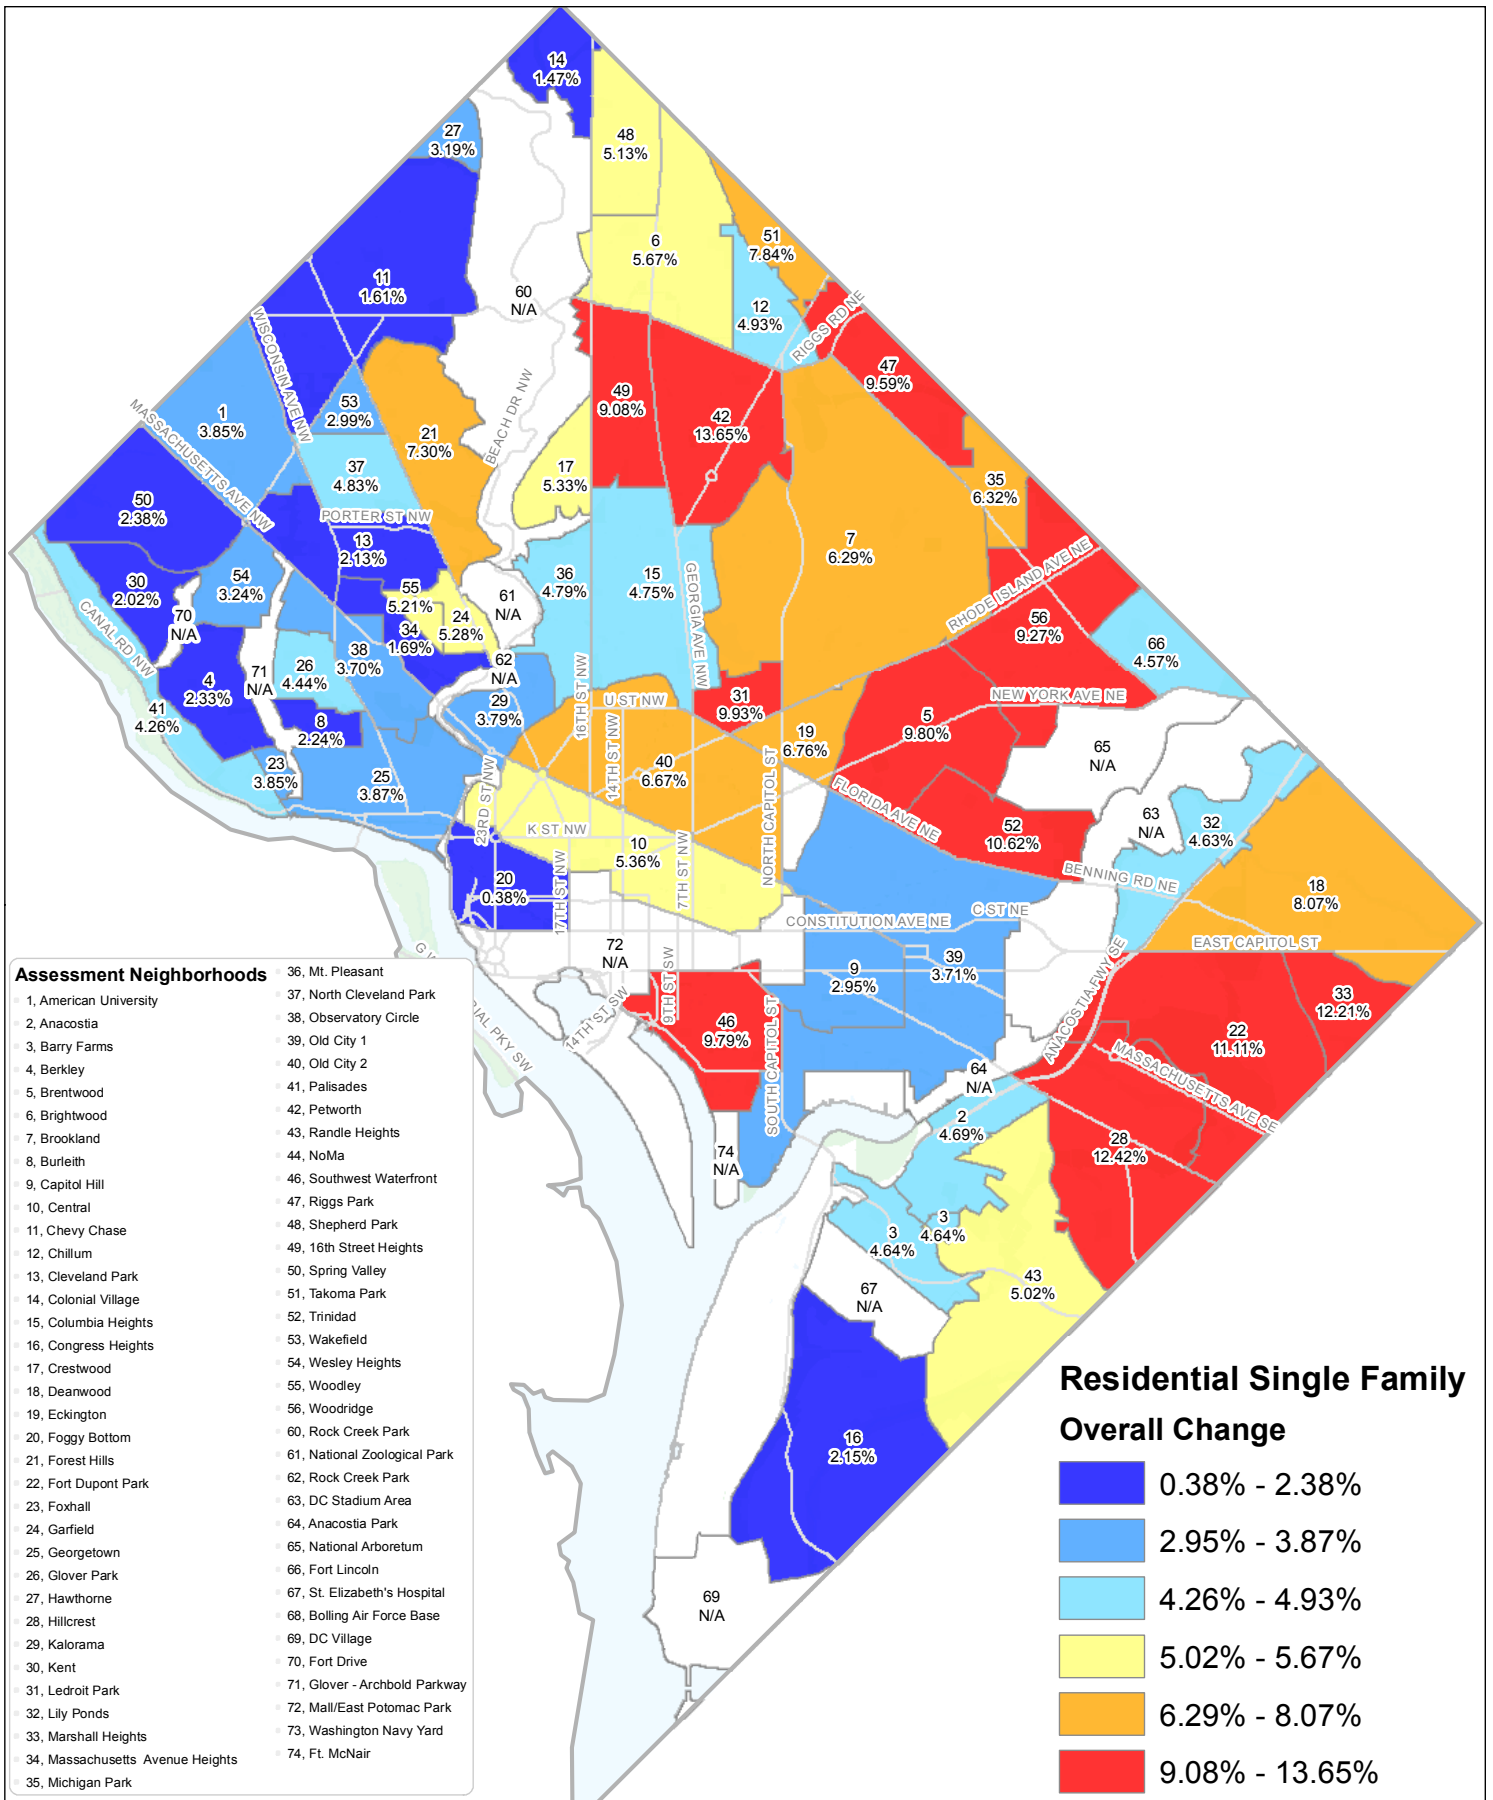 14
1.47%
27
3.19%
48
5.13%
51
7.84%
6
5.67%
11
1.61%
60
N/A
12
4.93%
RIGGS RD NE
WISCONSIN AVE NW
47
9.59%
49
9.08%
53
2.99%
1
3.85%
42
13.65%
21
7.30%
BEACH DR NW
MASSACHUSETTS AVE NW
37
4.83%
17
5.33%
35
6.32%
50
2.38%
PORTER ST NW
13
2.13%
7
6.29%
RHODE ISLAND AVE NE
36
4.79%
15
4.75%
GEORGIA AVE NW
54
3.24%
30
2.02%
55
5.21%
61
N/A
70
N/A
24
5.28%
56
9.27%
34
1.69%
CANAL RD NW
66
4.57%
38
3.70%
62
N/A
26
4.44%
71
N/A
4
2.33%
16TH ST NW
U ST NW
31
9.93%
NEW YORK AVE NE
29
3.79%
41
4.26%
8
2.24%
5
9.80%
19
6.76%
65
N/A
14TH ST NW
40
6.67%
23
3.85%
25
3.87%
NORTH CAPITOL ST
23RD ST NW
FLORIDA AVE NE
63
N/A
32
4.63%
K ST NW
52
10.62%
10
5.36%
7TH ST NW
17TH ST NW
BENNING RD NE
20
0.38%
18
8.07%
CONSTITUTION AVE NE
C ST NE
EAST CAPITOL ST
72
N/A
9
2.95%
39
3.71%
ANACOSTIA FWY SE
9TH ST SW
14TH ST SW
33
12.21%
46
9.79%
SOUTH CAPITOL ST
22
11.11%
MASSACHUSETTS AVE SE
64
N/A
2
4.69%
28
12.42%
74
N/A
3
4.64%
3
4.64%
43
5.02%
67
N/A
16
2.15%
69
N/A
G
IAL PKY SW
Assessment Neighborhoods
1, American University
2, Anacostia
3, Barry Farms
4, Berkley
5, Brentwood
6, Brightwood
7, Brookland
8, Burleith
9, Capitol Hill
10, Central
11, Chevy Chase
12, Chillum
13, Cleveland Park
14, Colonial Village
15, Columbia Heights
16, Congress Heights
17, Crestwood
18, Deanwood
19, Eckington
20, Foggy Bottom
21, Forest Hills
22, Fort Dupont Park
23, Foxhall
24, Garfield
25, Georgetown
26, Glover Park
27, Hawthorne
28, Hillcrest
29, Kalorama
30, Kent
31, Ledroit Park
32, Lily Ponds
33, Marshall Heights
34, Massachusetts Avenue Heights
35, Michigan Park
36, Mt. Pleasant
37, North Cleveland Park
38, Observatory Circle
39, Old City 1
40, Old City 2
41, Palisades
42, Petworth
43, Randle Heights
44, NoMa
46, Southwest Waterfront
47, Riggs Park
48, Shepherd Park
49, 16th Street Heights
50, Spring Valley
51, Takoma Park
52, Trinidad
53, Wakefield
54, Wesley Heights
55, Woodley
56, Woodridge
60, Rock Creek Park
61, National Zoological Park
62, Rock Creek Park
63, DC Stadium Area
64, Anacostia Park
65, National Arboretum
66, Fort Lincoln
67, St. Elizabeth's Hospital
68, Bolling Air Force Base
69, DC Village
70, Fort Drive
71, Glover - Archbold Parkway
72, Mall/East Potomac Park
73, Washington Navy Yard
74, Ft. McNair
Residential Single Family
Overall Change
0.38% - 2.38%
2.95% - 3.87%
4.26% - 4.93%
5.02% - 5.67%
6.29% - 8.07%
9.08% - 13.65%